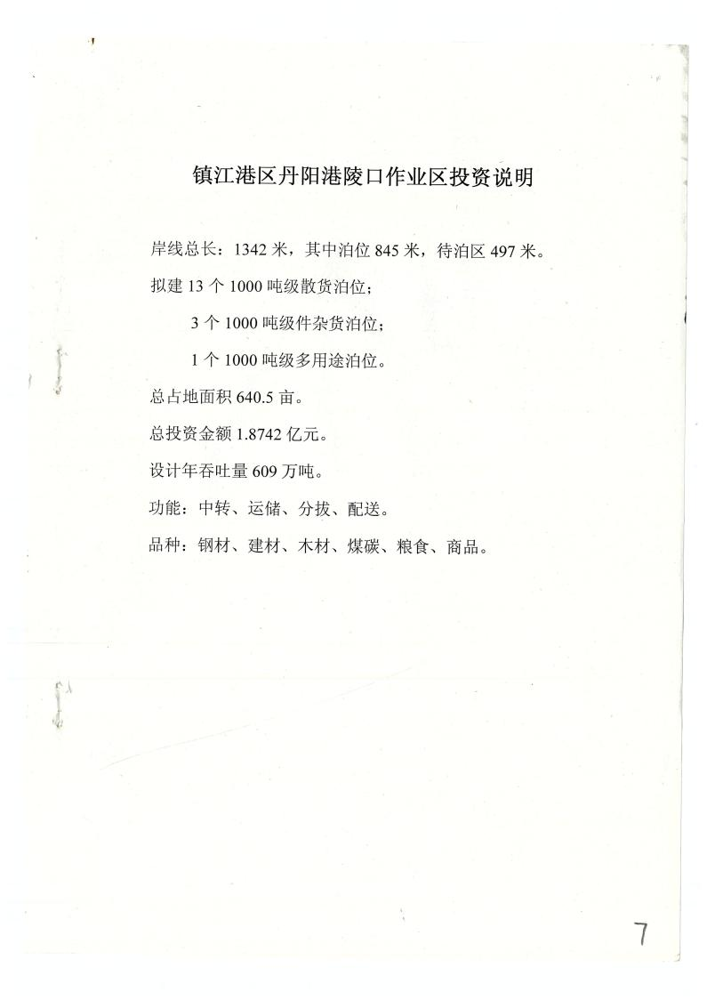 镇江港区丹阳港陵口作业区投资说明
岸线总长：1342 米，其中泊位 845 米，待泊区 497 米。
拟建 13 个 1000 吨级散货泊位；
3 个 1000 吨级件杂货泊位；
1 个 1000 吨级多用途泊位。
总占地面积 640.5 亩。
总投资金额 1.8742 亿元。
设计年吞吐量 609 万吨。
功能：中转、运储、分拔、配送。
品种：钢材、建材、木材、煤碳、粮食、商品。
7